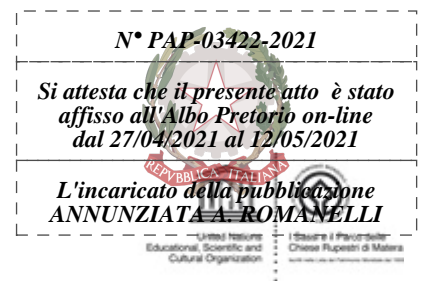 N° PAP-03422-2021
Si attesta che il presente atto è stato
affisso all'Albo Pretorio on-line
dal 27/04/2021 al 12/05/2021
REPVBBLICA ITALIANA
L'incaricato della pubblicazione
ANNUNZIATA A. ROMANELLI
United Nations
Educational, Scientific and
Cultural Organization
I Sassi e il Parco delle
Chiese Rupestri di Matera